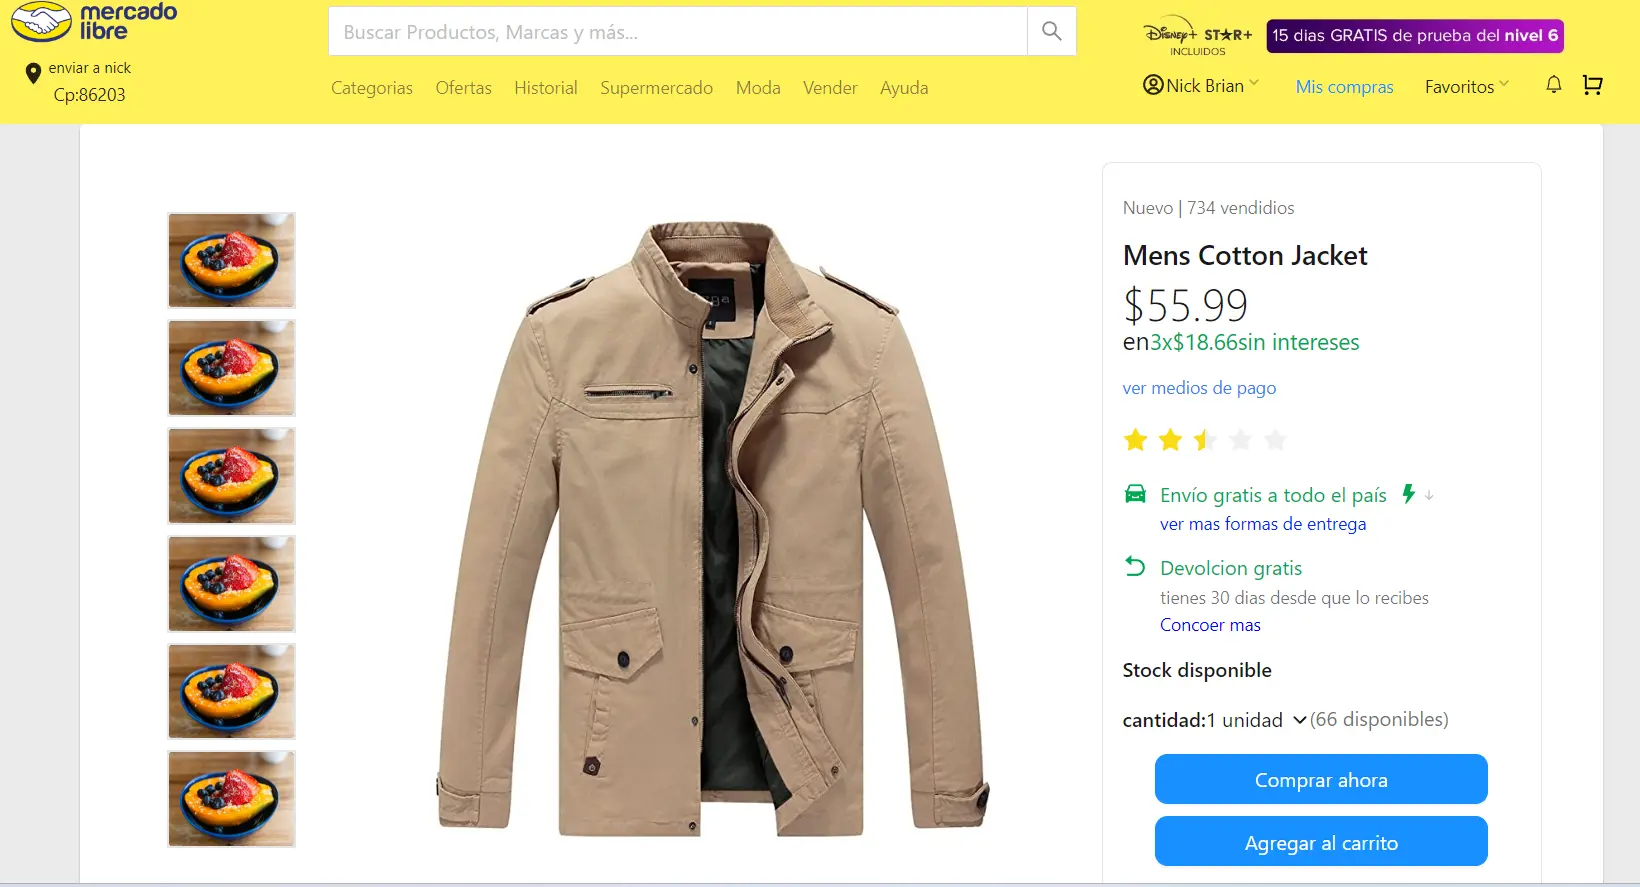 mercado
libre
Buscar Productos, Marcas y más...
DISNEY+ STAR+
INCLUIDOS
15 dias GRATIS de prueba del nivel 6
enviar a nick
Cp:86203
Categorias Ofertas Historial Supermercado Moda Vender Ayuda
Nick Brian Mis compras Favoritos
Nuevo | 734 vendidios
Mens Cotton Jacket
$55.99
en3x$18.66sin intereses
ver medios de pago
Envío gratis a todo el país
ver mas formas de entrega
Devolcion gratis
tienes 30 dias desde que lo recibes
Concoer mas
Stock disponible
cantidad:1 unidad (66 disponibles)
Comprar ahora
Agregar al carrito